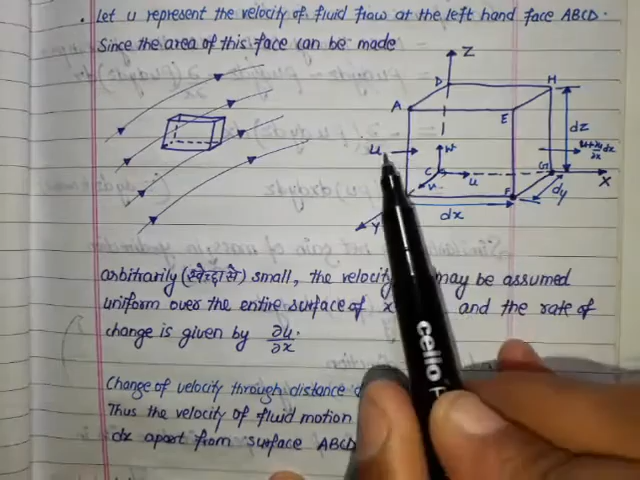 . Let u represent the velocity of fluid flow at the left hand face ABCD.
Since the area of this face can be made
Z
D
H
A
E
dz
u
w
u+∂u/∂x dx
C
G
u
X
v
F
dy
Y
dx
arbitrarily small, the velocity may be assumed
uniform over the entire surface of x and the rate of
change is given by ∂u/∂x.
Change of velocity through distance
Thus the velocity of fluid motion
dx apart from surface ABCD
cello